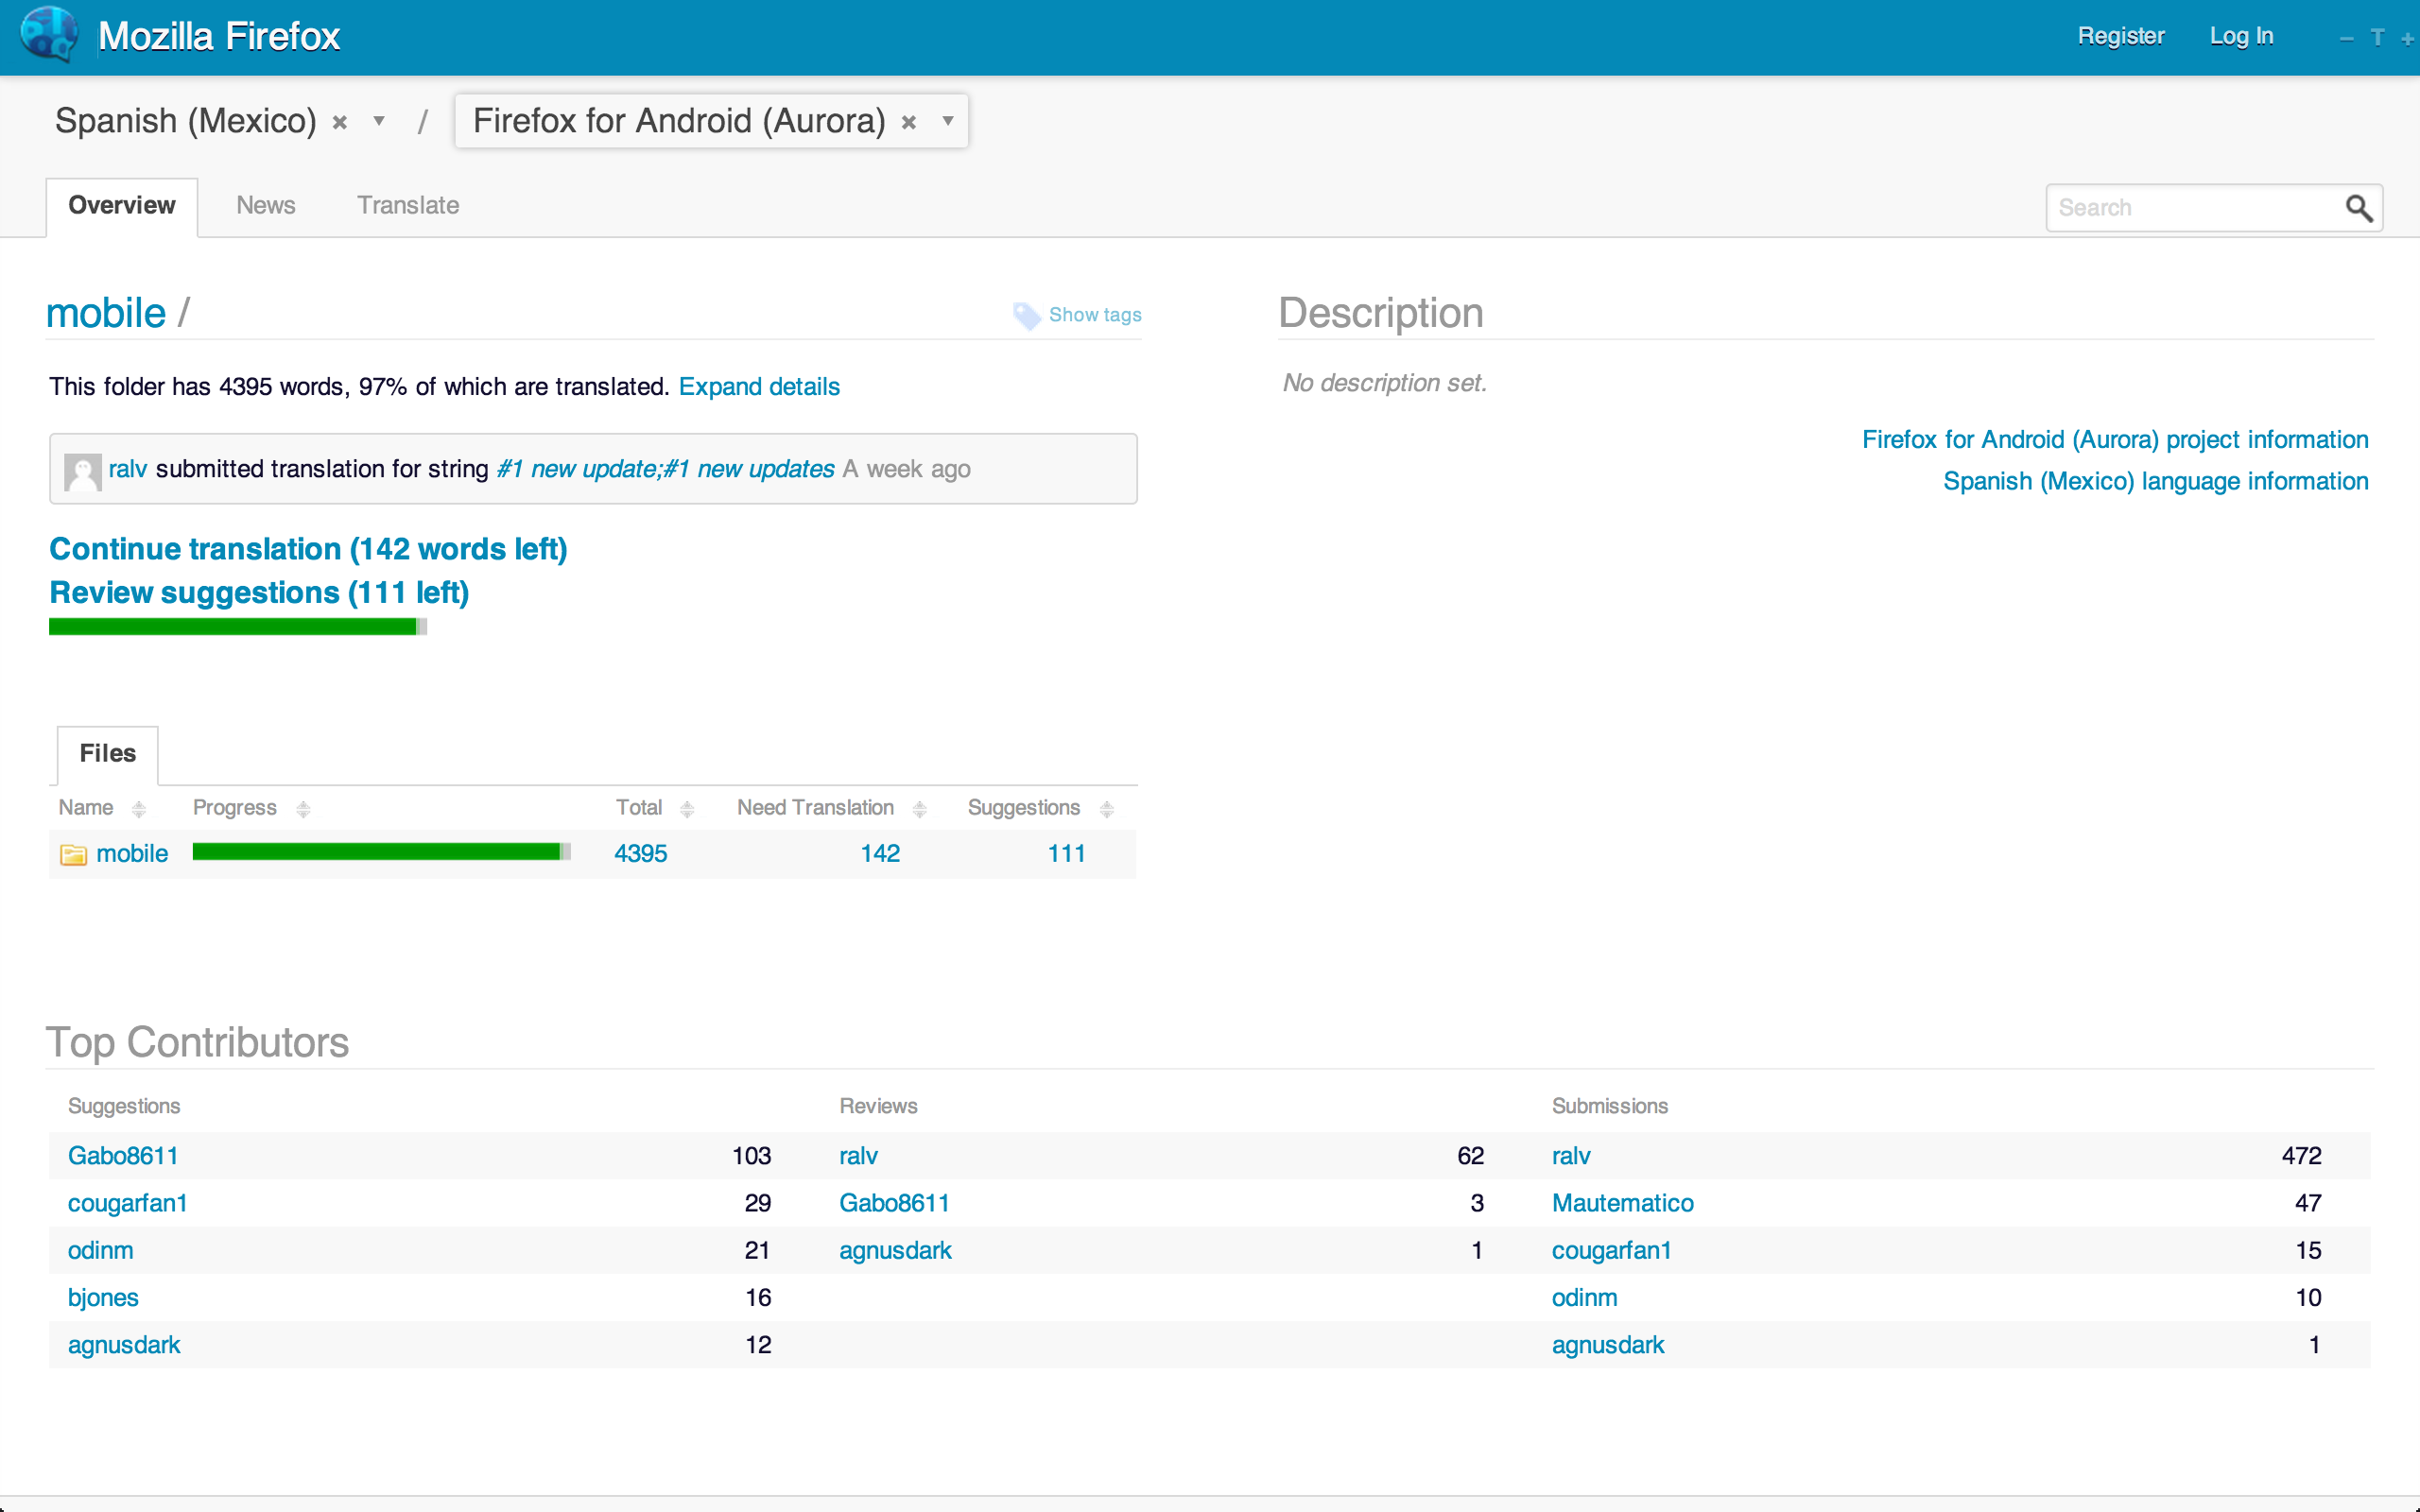 Mozilla Firefox
Register Log In – T +
Spanish (Mexico) × ▼ / Firefox for Android (Aurora) × ▼
Overview News Translate
Search
mobile /
Show tags
This folder has 4395 words, 97% of which are translated. Expand details
ralv submitted translation for string #1 new update;#1 new updates A week ago
Continue translation (142 words left)
Review suggestions (111 left)
Description
No description set.
Firefox for Android (Aurora) project information
Spanish (Mexico) language information
Files
Name Progress Total Need Translation Suggestions
mobile 4395 142 111
Top Contributors
Suggestions Reviews Submissions
Gabo8611 103 ralv 62 ralv 472
cougarfan1 29 Gabo8611 3 Mautematico 47
odinm 21 agnusdark 1 cougarfan1 15
bjones 16 odinm 10
agnusdark 12 agnusdark 1